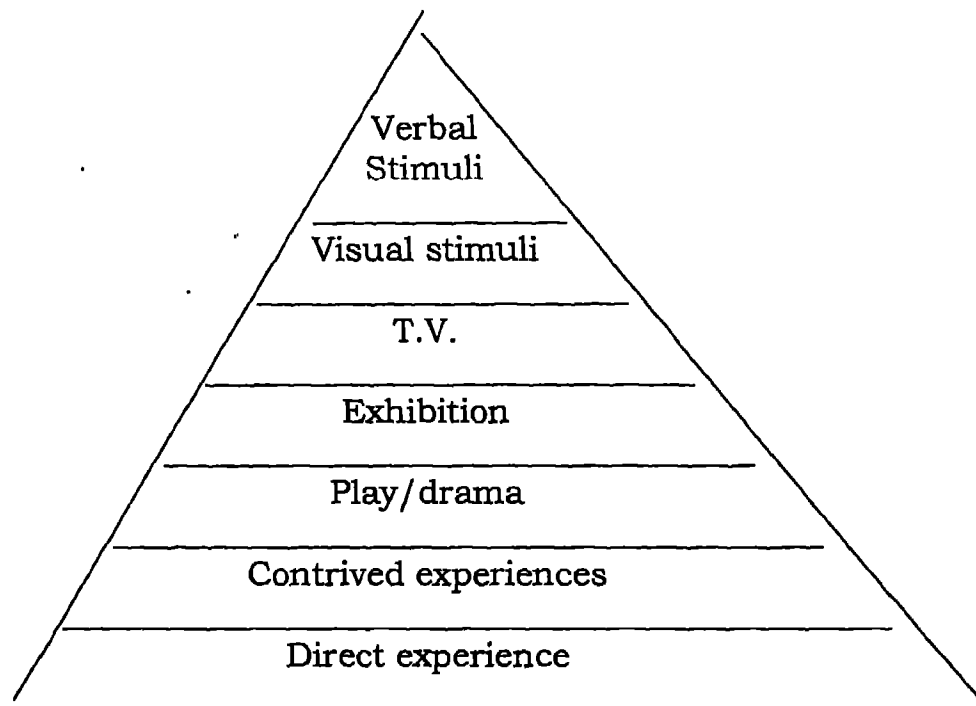 Verbal
Stimuli
Visual stimuli
T.V.
Exhibition
Play/drama
Contrived experiences
Direct experience